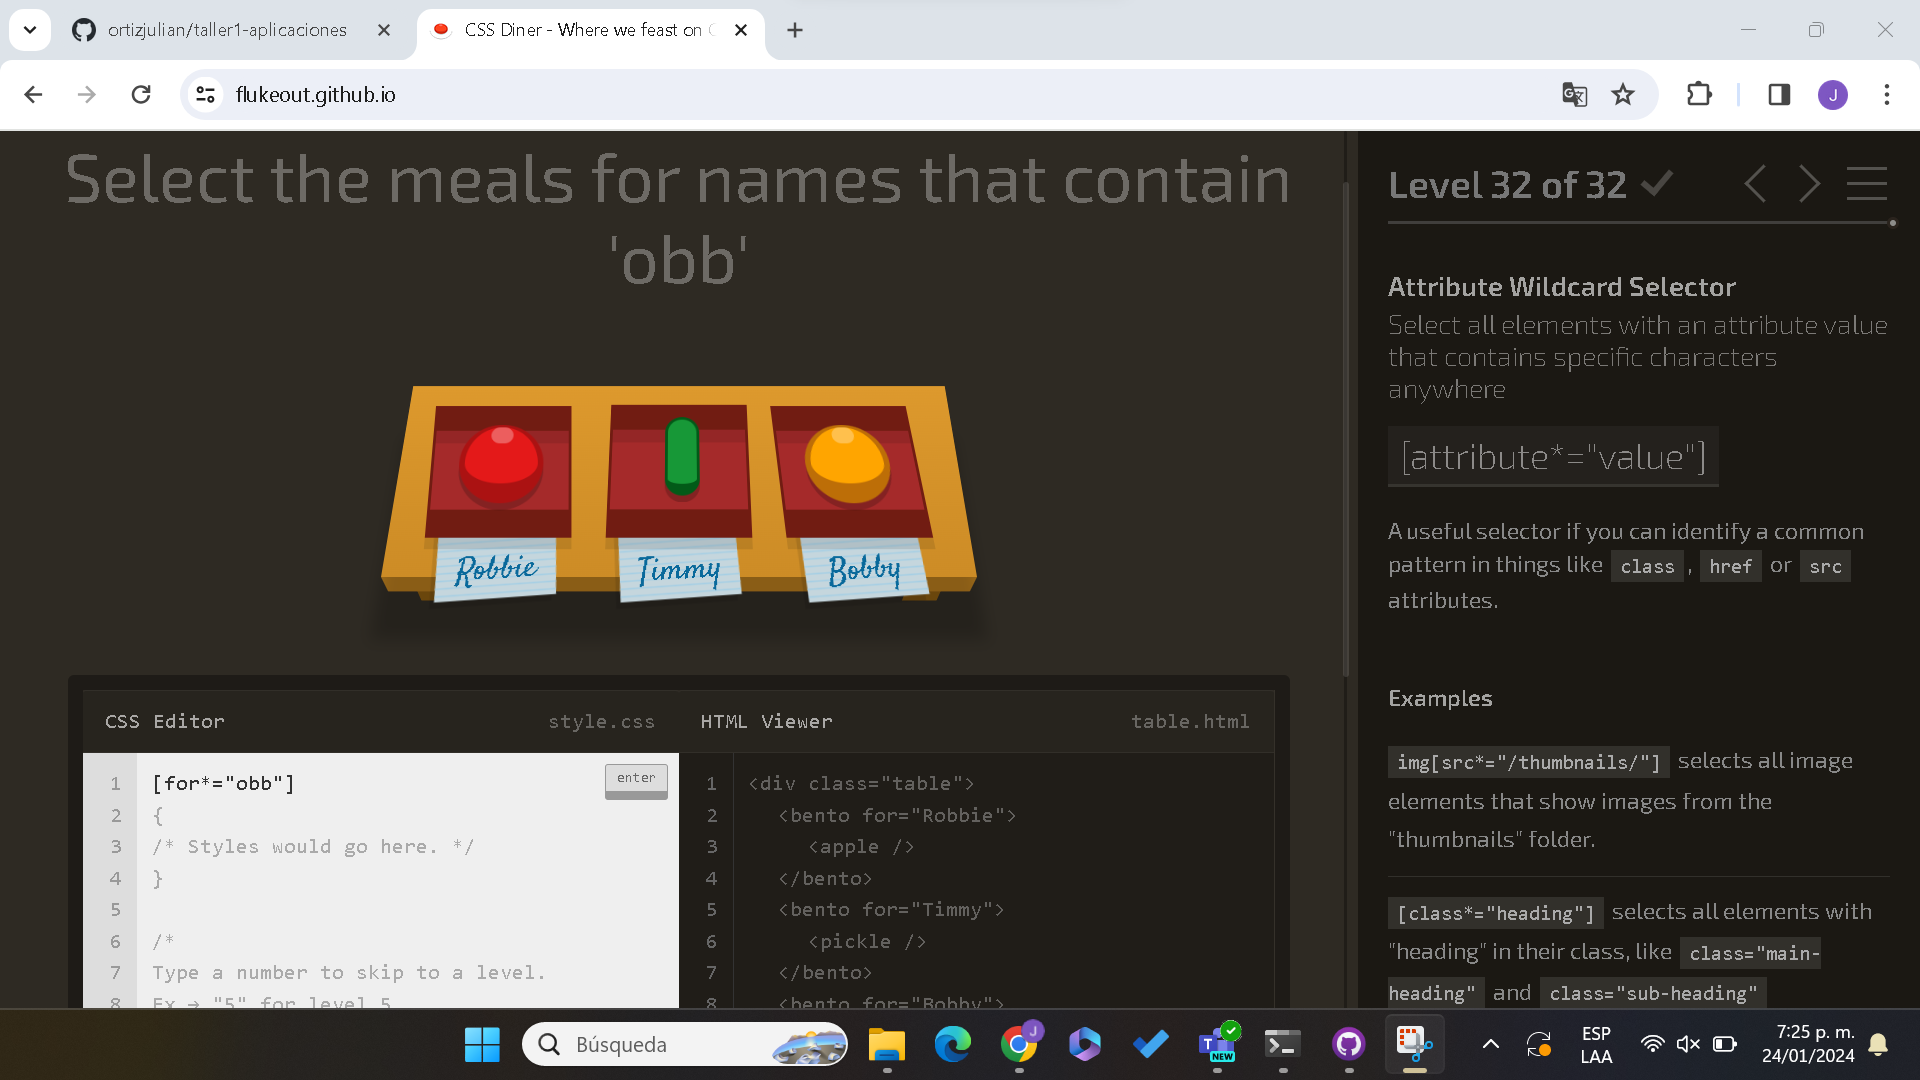 ortizjulian/taller1-aplicaciones
CSS Diner - Where we feast on
flukeout.github.io
J
Select the meals for names that contain
'obb'
Robbie
Timmy
Bobby
CSS Editor
style.css
HTML Viewer
table.html
1 [for*="obb"]
enter
2 {
3 /* Styles would go here. */
4 }
5
6 /*
7 Type a number to skip to a level.
8 Ex → "5" for level 5
1 <div class="table">
2 <bento for="Robbie">
3 <apple />
4 </bento>
5 <bento for="Timmy">
6 <pickle />
7 </bento>
8 <bento for="Bobby">
Level 32 of 32
Attribute Wildcard Selector
Select all elements with an attribute value
that contains specific characters
anywhere
[attribute*="value"]
A useful selector if you can identify a common
pattern in things like class , href or src
attributes.
Examples
img[src*="/thumbnails/"] selects all image
elements that show images from the
"thumbnails" folder.
[class*="heading"] selects all elements with
"heading" in their class, like class="main-
heading" and class="sub-heading"
Búsqueda
J
T
NEW
ESP
LAA
7:25 p. m.
24/01/2024